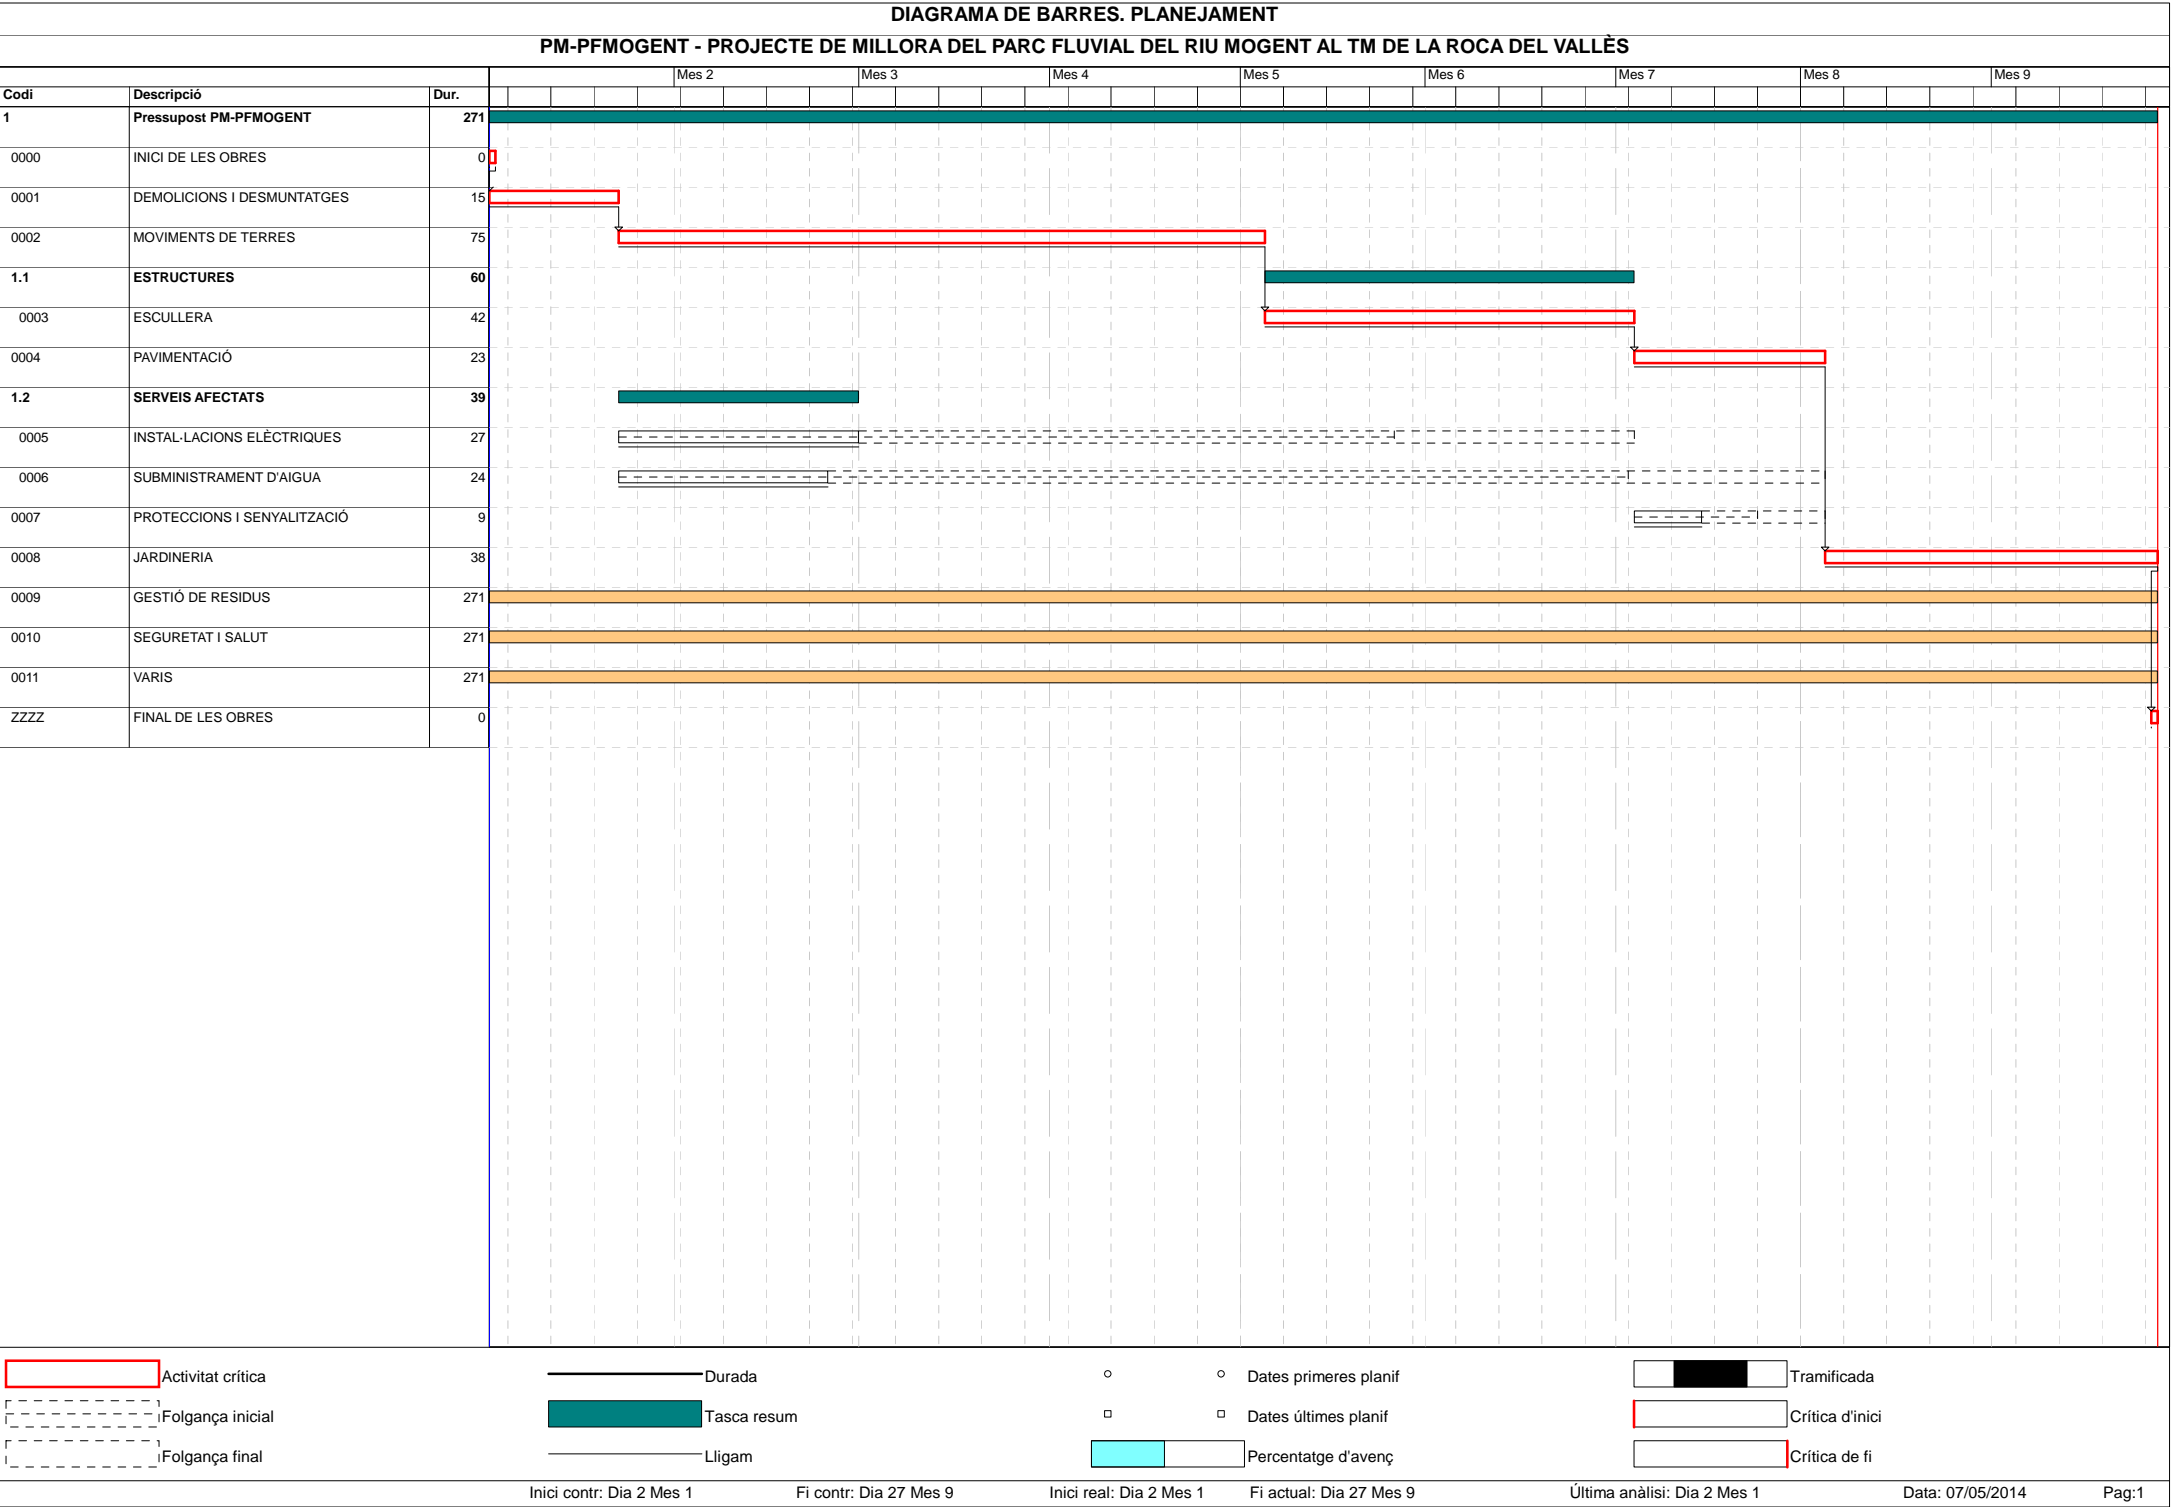 DIAGRAMA DE BARRES. PLANEJAMENT
PM-PFMOGENT - PROJECTE DE MILLORA DEL PARC FLUVIAL DEL RIU MOGENT AL TM DE LA ROCA DEL VALLÈS
Mes 2 Mes 3 Mes 4 Mes 5 Mes 6 Mes 7 Mes 8 Mes 9
Codi Descripció Dur.
1 Pressupost PM-PFMOGENT 271
0000 INICI DE LES OBRES 0
0001 DEMOLICIONS I DESMUNTATGES 15
0002 MOVIMENTS DE TERRES 75
1.1 ESTRUCTURES 60
0003 ESCULLERA 42
0004 PAVIMENTACIÓ 23
1.2 SERVEIS AFECTATS 39
0005 INSTAL·LACIONS ELÈCTRIQUES 27
0006 SUBMINISTRAMENT D'AIGUA 24
0007 PROTECCIONS I SENYALITZACIÓ 9
0008 JARDINERIA 38
0009 GESTIÓ DE RESIDUS 271
0010 SEGURETAT I SALUT 271
0011 VARIS 271
ZZZZ FINAL DE LES OBRES 0
Activitat crítica Durada Dates primeres planif Tramificada
Folgança inicial Tasca resum Dates últimes planif Crítica d'inici
Folgança final Lligam Percentatge d'avenç Crítica de fi
Inici contr: Dia 2 Mes 1 Fi contr: Dia 27 Mes 9 Inici real: Dia 2 Mes 1 Fi actual: Dia 27 Mes 9 Última anàlisi: Dia 2 Mes 1 Data: 07/05/2014 Pag:1